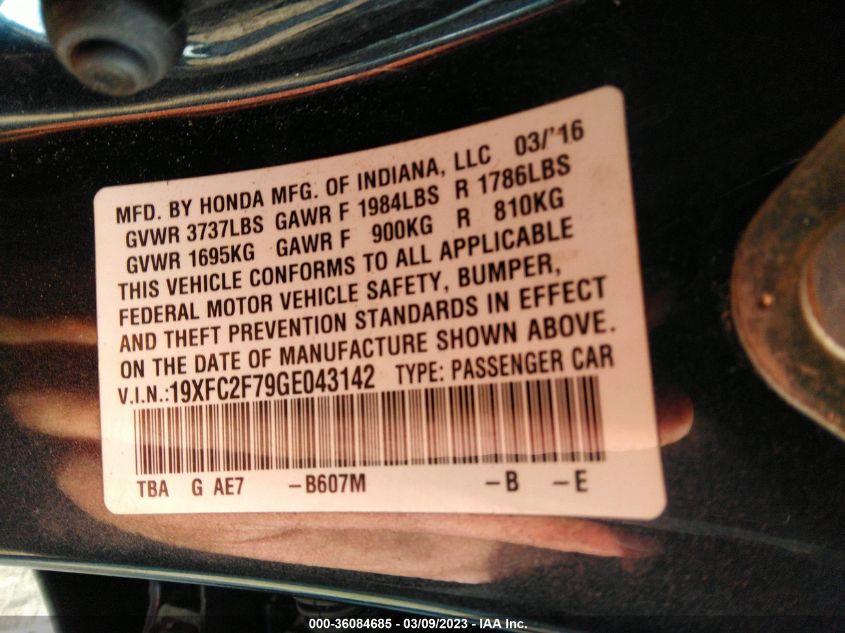 MFD. BY HONDA MFG. OF INDIANA, LLC 03/'16
GVWR 3737LBS GAWR F 1984LBS R 1786LBS
GVWR 1695KG GAWR F 900KG R 810KG
THIS VEHICLE CONFORMS TO ALL APPLICABLE
FEDERAL MOTOR VEHICLE SAFETY, BUMPER,
AND THEFT PREVENTION STANDARDS IN EFFECT
ON THE DATE OF MANUFACTURE SHOWN ABOVE.
V.I.N.:19XFC2F79GE043142 TYPE: PASSENGER CAR
TBA G AE7 -B607M -B -E
000-36084685 - 03/09/2023 - IAA Inc.